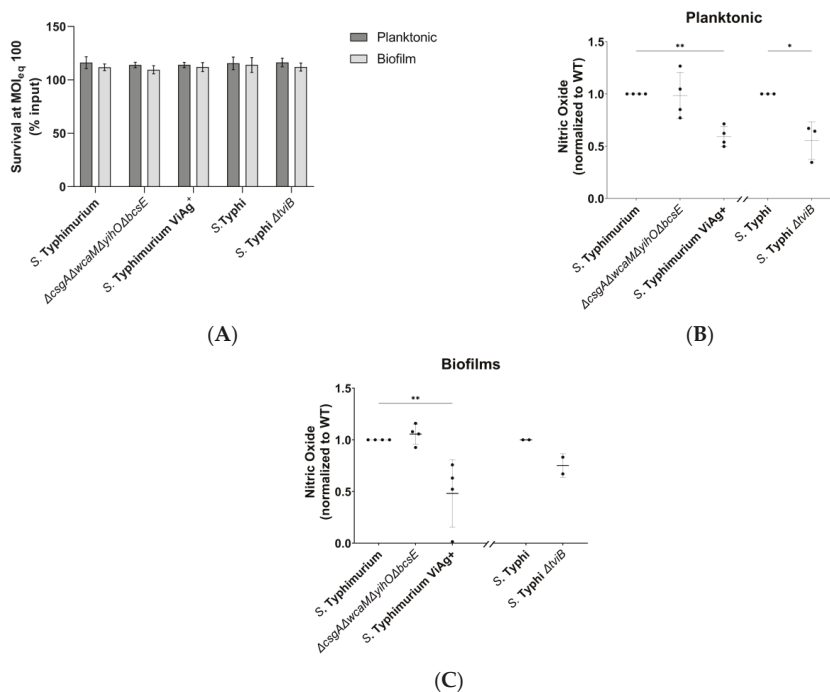 Survival at MOIeq 100
(% input)
150
100
50
0
Planktonic
Biofilm
S. Typhimurium
ΔcsgAΔwcaMΔyihOΔbcsE
S. Typhimurium ViAg+
S.Typhi
S. Typhi ΔtviB
(A)
Planktonic
Nitric Oxide
(normalized to WT)
1.5
1.0
0.5
0.0
**
*
S. Typhimurium
ΔcsgAΔwcaMΔyihOΔbcsE
S. Typhimurium ViAg+
S. Typhi
S. Typhi ΔtviB
(B)
Biofilms
Nitric Oxide
(normalized to WT)
1.5
1.0
0.5
0.0
**
S. Typhimurium
ΔcsgAΔwcaMΔyihOΔbcsE
S. Typhimurium ViAg+
S. Typhi
S. Typhi ΔtviB
(C)